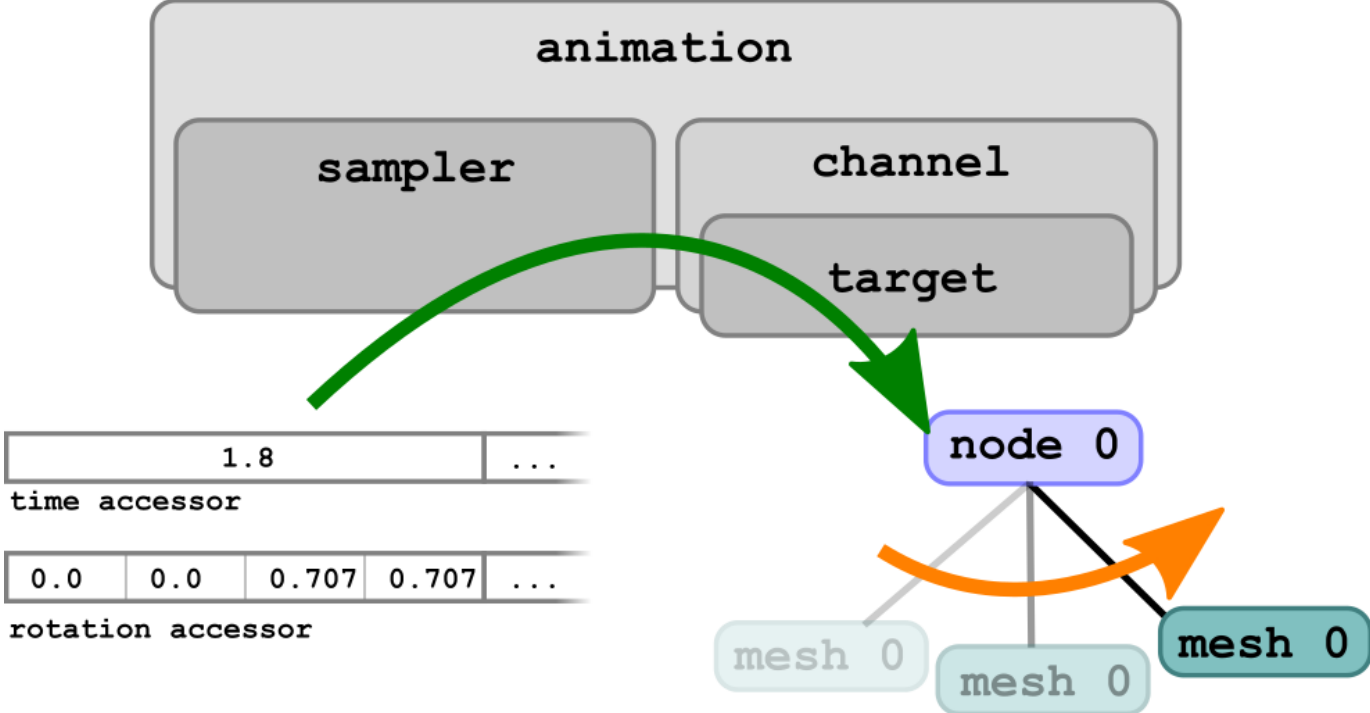 animation
sampler
channel
target
1.8 ...
time accessor
0.0 0.0 0.707 0.707 ...
rotation accessor
node 0
mesh 0
mesh 0
mesh 0